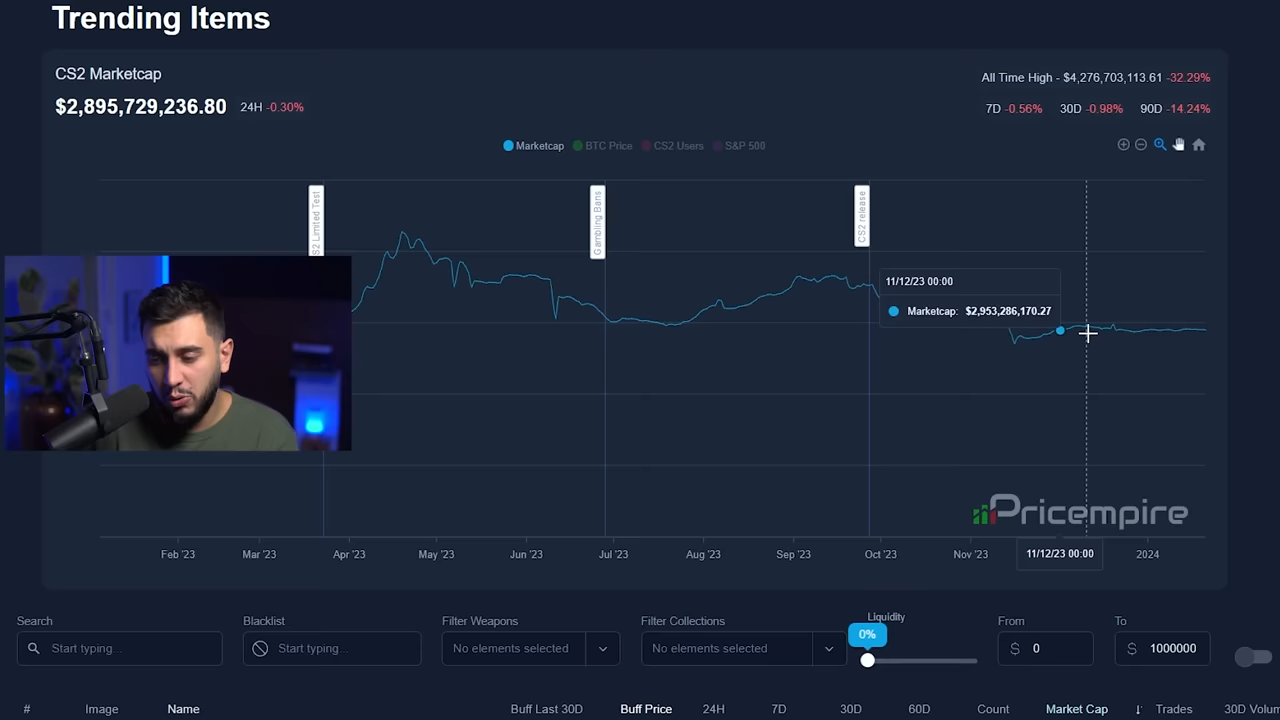 Trending Items
CS2 Marketcap
$2,895,729,236.80 24H -0.30%
All Time High - $4,276,703,113.61 -32.29%
7D -0.56% 30D -0.98% 90D -14.24%
Marketcap BTC Price CS2 Users S&P 500
S2 Limited Test
Gambling Bans
CS2 release
11/12/23 00:00
Marketcap: $2,953,286,170.27
Pricempire
Feb '23 Mar '23 Apr '23 May '23 Jun '23 Jul '23 Aug '23 Sep '23 Oct '23 Nov '23 11/12/23 00:00 2024
Search Blacklist Filter Weapons Filter Collections Liquidity From To
0%
Start typing... Start typing... No elements selected No elements selected $ 0 $ 1000000
# Image Name Buff Last 30D Buff Price 24H 7D 30D 60D Count Market Cap Trades 30D Volum